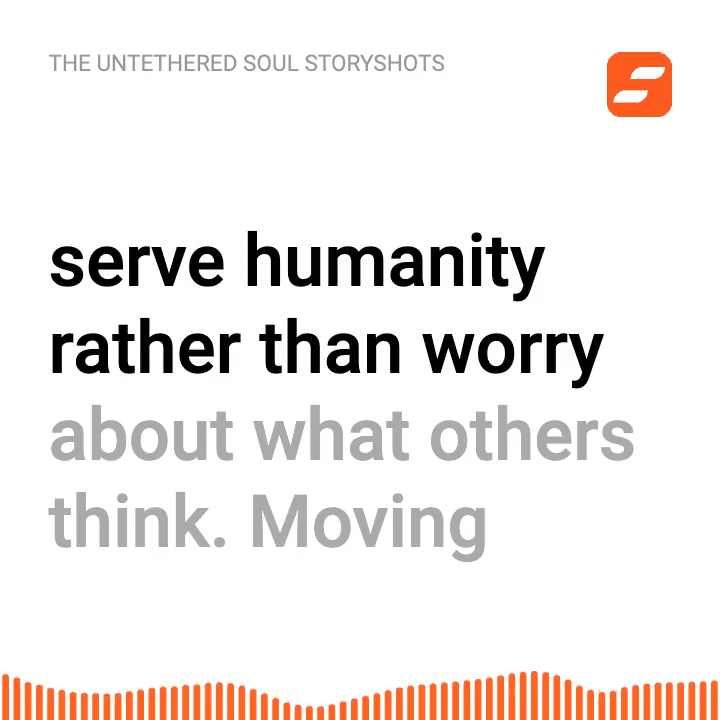 THE UNTETHERED SOUL STORYSHOTS
serve humanity
rather than worry
about what others
think. Moving